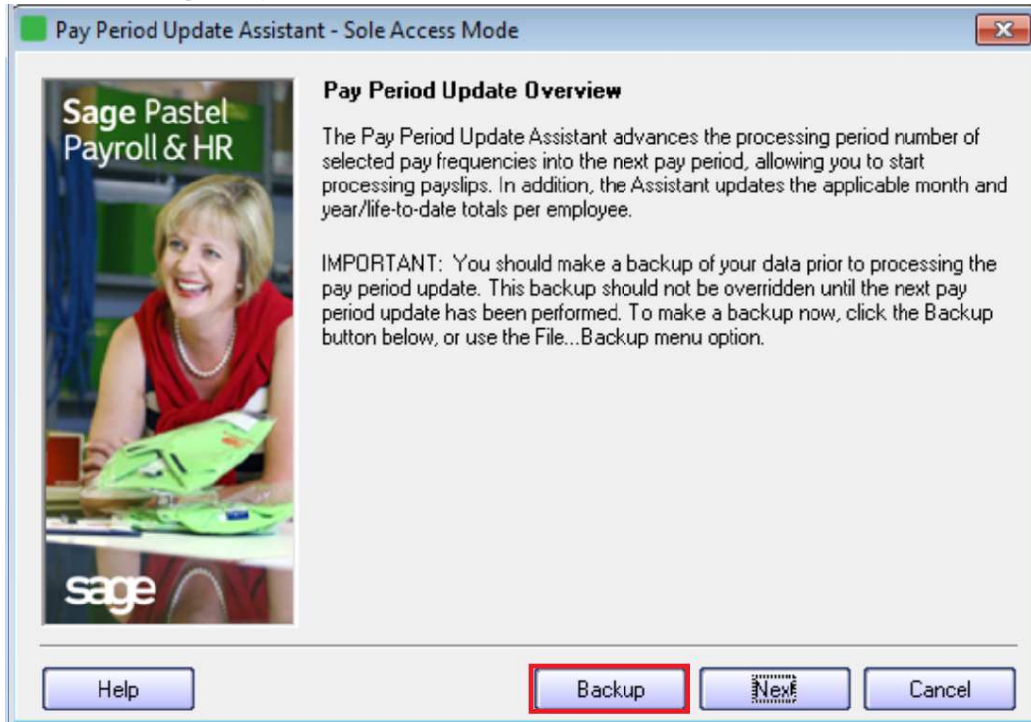 Pay Period Update Assistant - Sole Access Mode
Sage Pastel
Payroll & HR
Pay Period Update Overview
The Pay Period Update Assistant advances the processing period number of
selected pay frequencies into the next pay period, allowing you to start
processing payslips. In addition, the Assistant updates the applicable month and
year/life-to-date totals per employee.
IMPORTANT: You should make a backup of your data prior to processing the
pay period update. This backup should not be overridden until the next pay
period update has been performed. To make a backup now, click the Backup
button below, or use the File...Backup menu option.
sage
Help
Backup
Next
Cancel